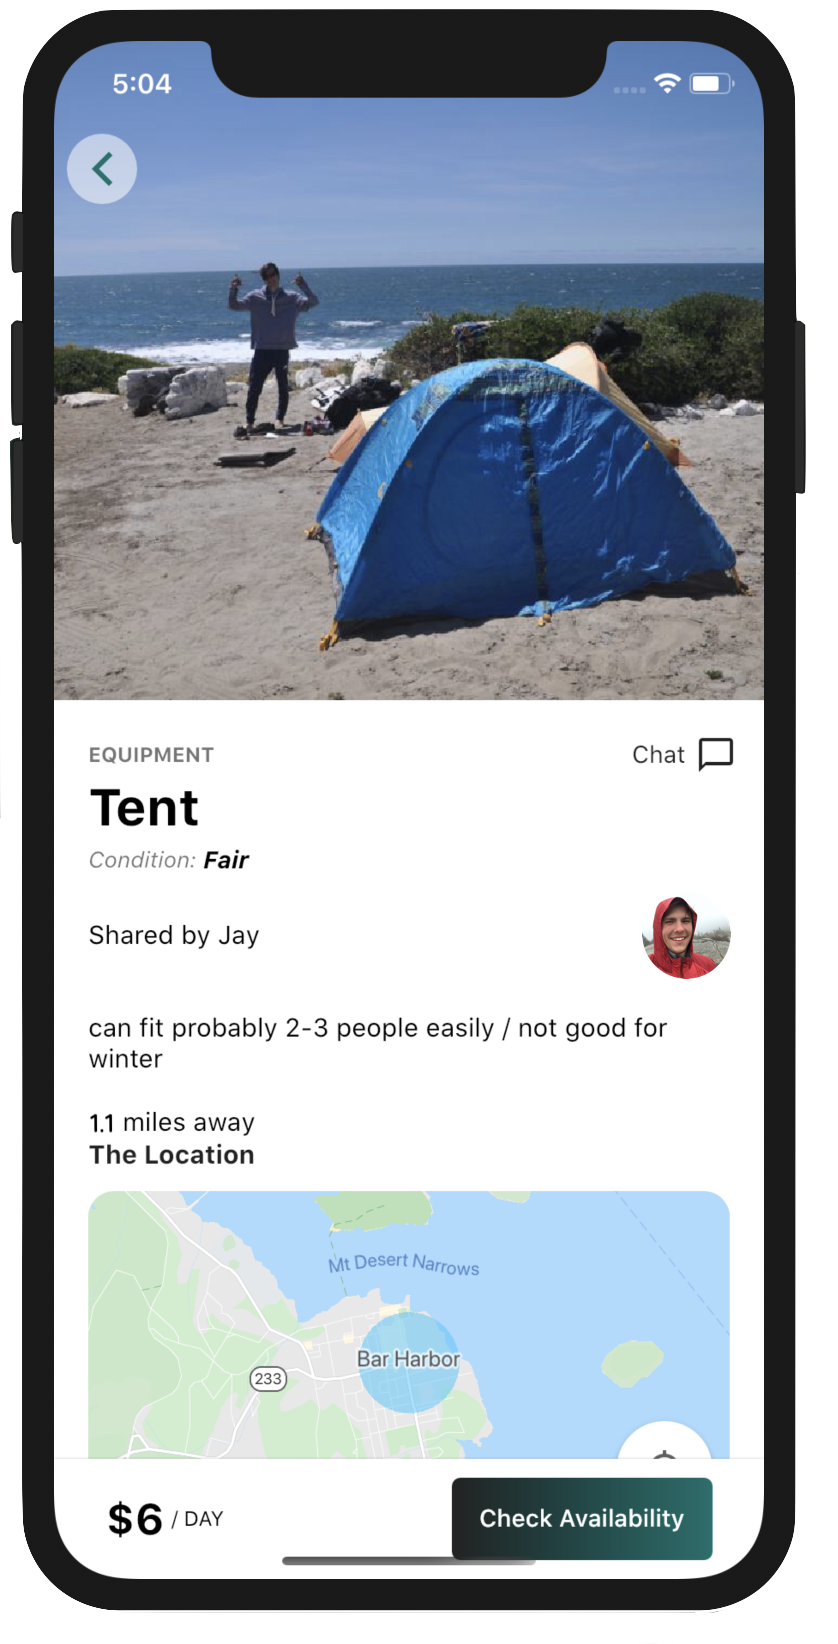 5:04
EQUIPMENT
Chat
Tent
Condition: Fair
Shared by Jay
can fit probably 2-3 people easily / not good for
winter
1.1 miles away
The Location
Mt Desert Narrows
Bar Harbor
233
$6 / DAY
Check Availability